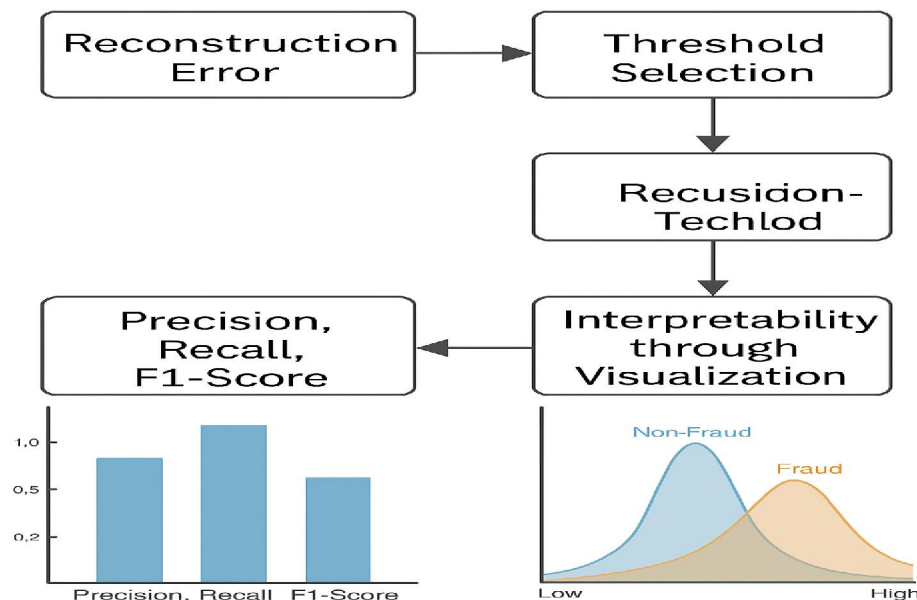 Reconstruction
Error
Threshold
Selection
Recusidon-
Techlod
Interpretability
through
Visualization
Precision,
Recall,
F1-Score
1,0
0,5
0,2
Precision, Recall F1-Score
Non-Fraud
Fraud
Low High